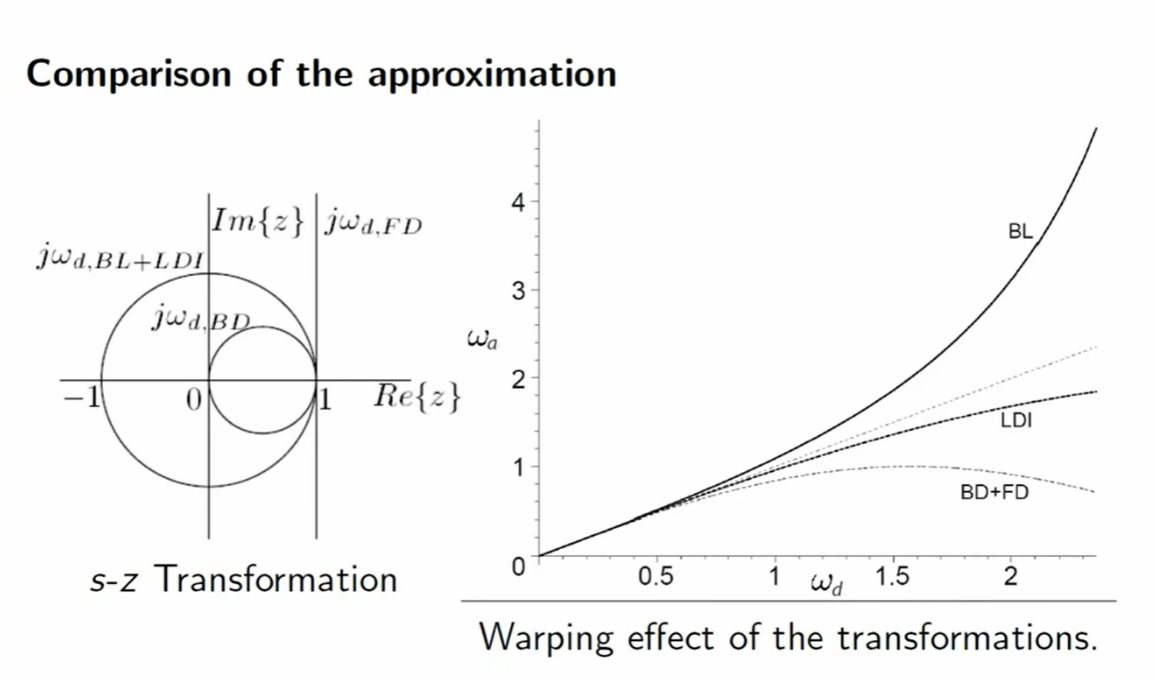 Comparison of the approximation
Im{z}
jω_{d,FD}
jω_{d,BL+LDI}
jω_{d,BD}
−1
0
1
Re{z}
s-z Transformation
4
3
2
1
0
ω_a
BL
LDI
BD+FD
0.5
1
ω_d
1.5
2
Warping effect of the transformations.